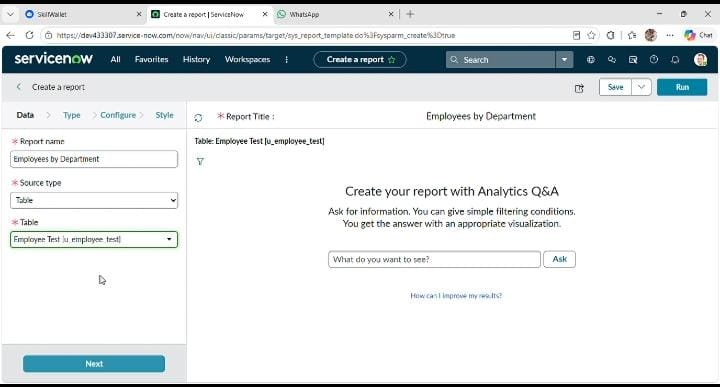 SkillWallet
Create a report | ServiceNow
WhatsApp
https://dev433307.service-now.com/now/nav/ui/classic/params/target/sys_report_template.do%3Fsysparm_create%3Dtrue
Chat
servicenow
All
Favorites
History
Workspaces
Create a report
Search
Create a report
Save
Run
Data
Type
Configure
Style
* Report Title :
Employees by Department
* Report name
Employees by Department
* Source type
Table
* Table
Employee Test [u_employee_test]
Next
Table: Employee Test [u_employee_test]
Create your report with Analytics Q&A
Ask for information. You can give simple filtering conditions.
You get the answer with an appropriate visualization.
What do you want to see?
Ask
How can I improve my results?